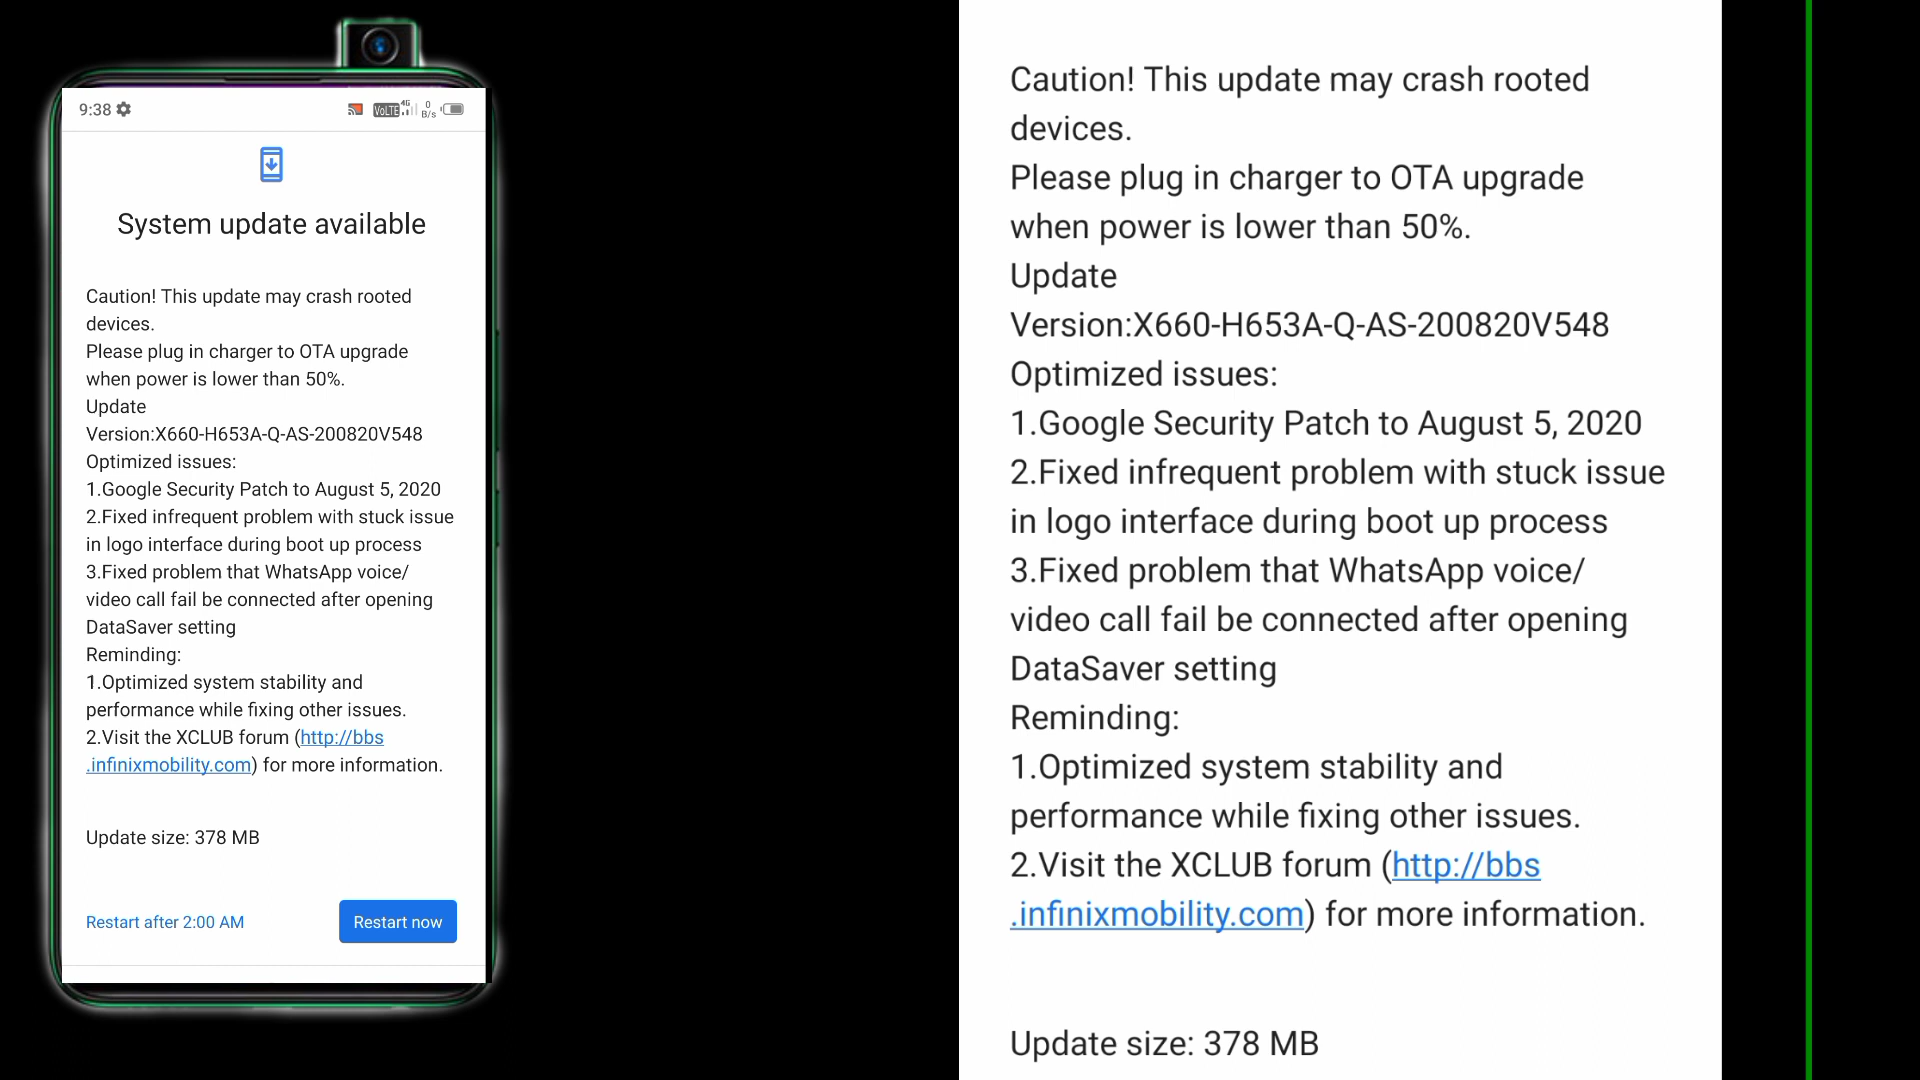 9:38
VoLTE 4G 0 B/s
System update available
Caution! This update may crash rooted
devices.
Please plug in charger to OTA upgrade
when power is lower than 50%.
Update
Version:X660-H653A-Q-AS-200820V548
Optimized issues:
1.Google Security Patch to August 5, 2020
2.Fixed infrequent problem with stuck issue
in logo interface during boot up process
3.Fixed problem that WhatsApp voice/
video call fail be connected after opening
DataSaver setting
Reminding:
1.Optimized system stability and
performance while fixing other issues.
2.Visit the XCLUB forum (http://bbs
.infinixmobility.com) for more information.
Update size: 378 MB
Restart after 2:00 AM
Restart now
Caution! This update may crash rooted
devices.
Please plug in charger to OTA upgrade
when power is lower than 50%.
Update
Version:X660-H653A-Q-AS-200820V548
Optimized issues:
1.Google Security Patch to August 5, 2020
2.Fixed infrequent problem with stuck issue
in logo interface during boot up process
3.Fixed problem that WhatsApp voice/
video call fail be connected after opening
DataSaver setting
Reminding:
1.Optimized system stability and
performance while fixing other issues.
2.Visit the XCLUB forum (http://bbs
.infinixmobility.com) for more information.
Update size: 378 MB